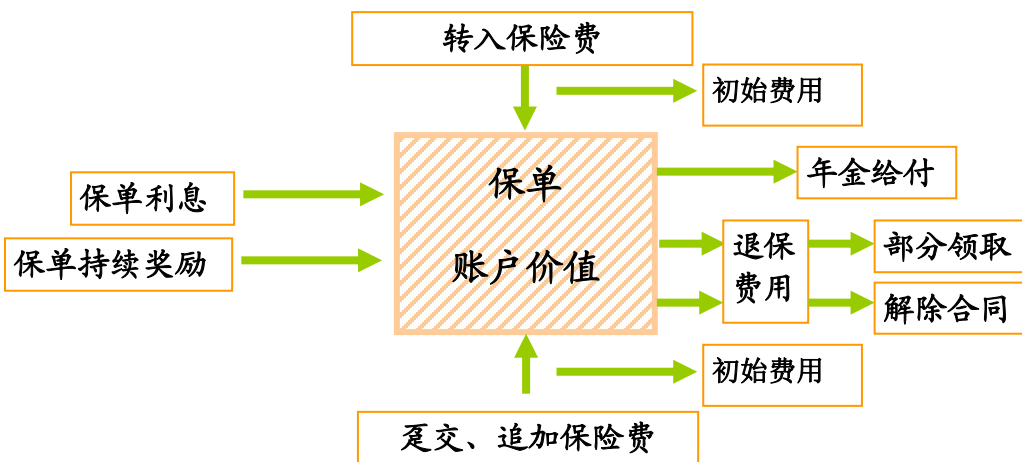 转入保险费
初始费用
保单
账户价值
年金给付
保单利息
保单持续奖励
退保
费用
部分领取
解除合同
初始费用
趸交、追加保险费